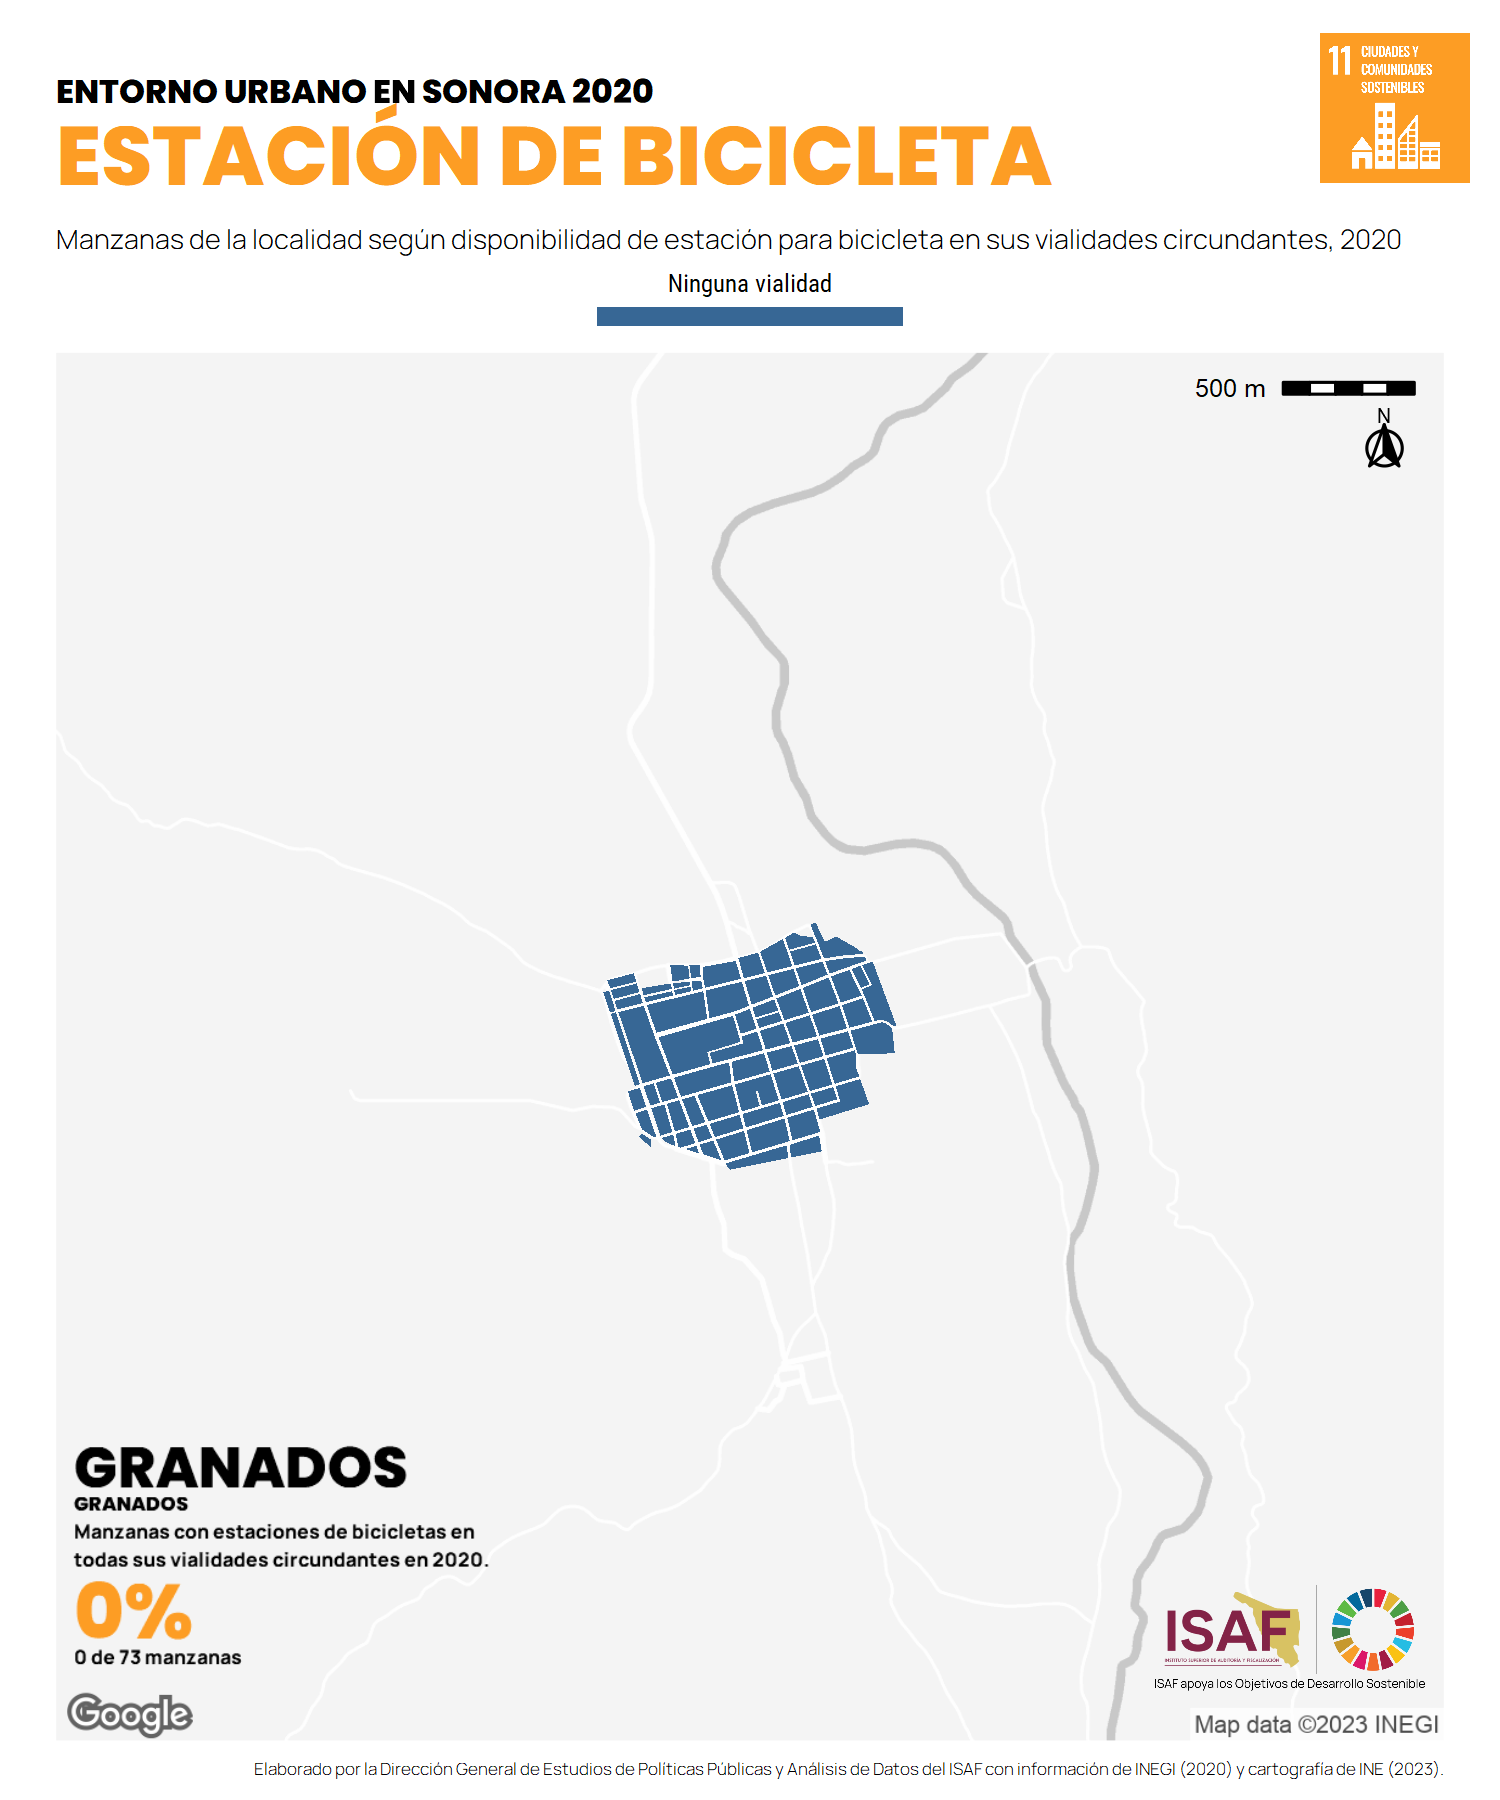 ENTORNO URBANO EN SONORA 2020
ESTACIÓN DE BICICLETA
11 CIUDADES Y
COMUNIDADES
SOSTENIBLES
Manzanas de la localidad según disponibilidad de estación para bicicleta en sus vialidades circundantes, 2020
Ninguna vialidad
500 m
N
GRANADOS
GRANADOS
Manzanas con estaciones de bicicletas en
todas sus vialidades circundantes en 2020.
0%
0 de 73 manzanas
Google
ISAF
INSTITUTO SUPERIOR DE AUDITORÍA Y FISCALIZACIÓN
ISAF apoya los Objetivos de Desarrollo Sostenible
Map data ©2023 INEGI
Elaborado por la Dirección General de Estudios de Políticas Públicas y Análisis de Datos del ISAF con información de INEGI (2020) y cartografía de INE (2023).